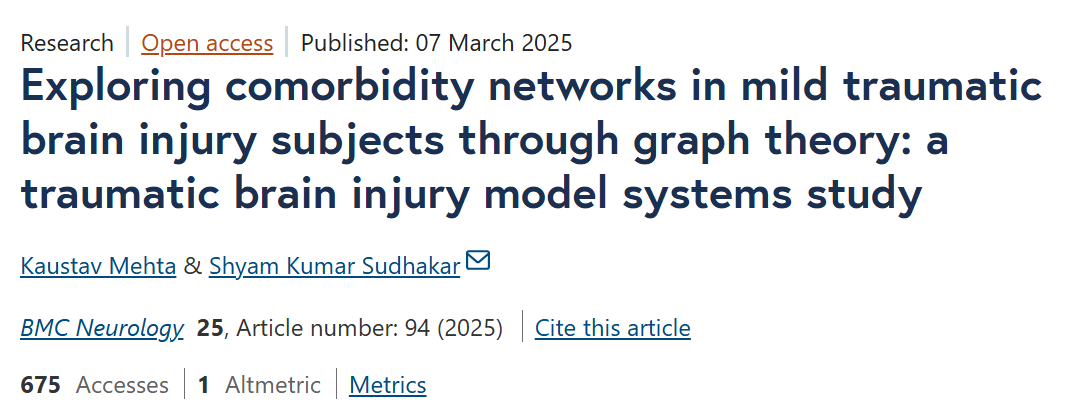 Research | Open access | Published: 07 March 2025
Exploring comorbidity networks in mild traumatic
brain injury subjects through graph theory: a
traumatic brain injury model systems study
Kaustav Mehta & Shyam Kumar Sudhakar
BMC Neurology 25, Article number: 94 (2025) | Cite this article
675 Accesses | 1 Altmetric | Metrics